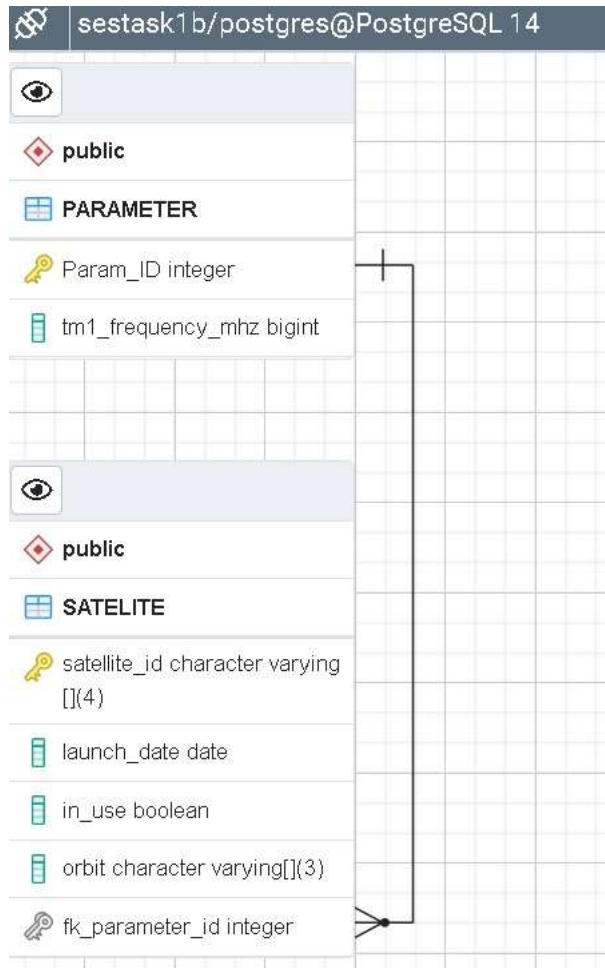 sestask1b/postgres@PostgreSQL 14
public
PARAMETER
Param_ID integer
tm1_frequency_mhz bigint
public
SATELITE
satellite_id character varying
[](4)
launch_date date
in_use boolean
orbit character varying[](3)
fk_parameter_id integer